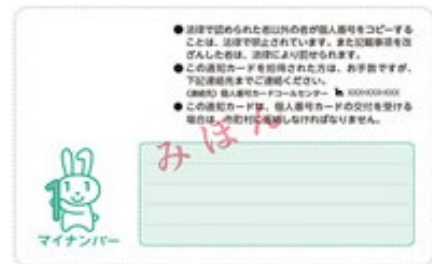 ●法律で認められた者以外の者が個人番号をコピーする
ことは、法律で禁止されています。また記載事項を改
ざんした者は、法律により罰せられます。
●この通知カードを拾得された方は、お手数ですが、
下記連絡先までご連絡ください。
(連絡先) 個人番号カードコールセンター XXXX-XXX-XXX
●この通知カードは、個人番号カードの交付を受ける
場合は、市町村に返納しなければなりません。
みほん
マイナンバー